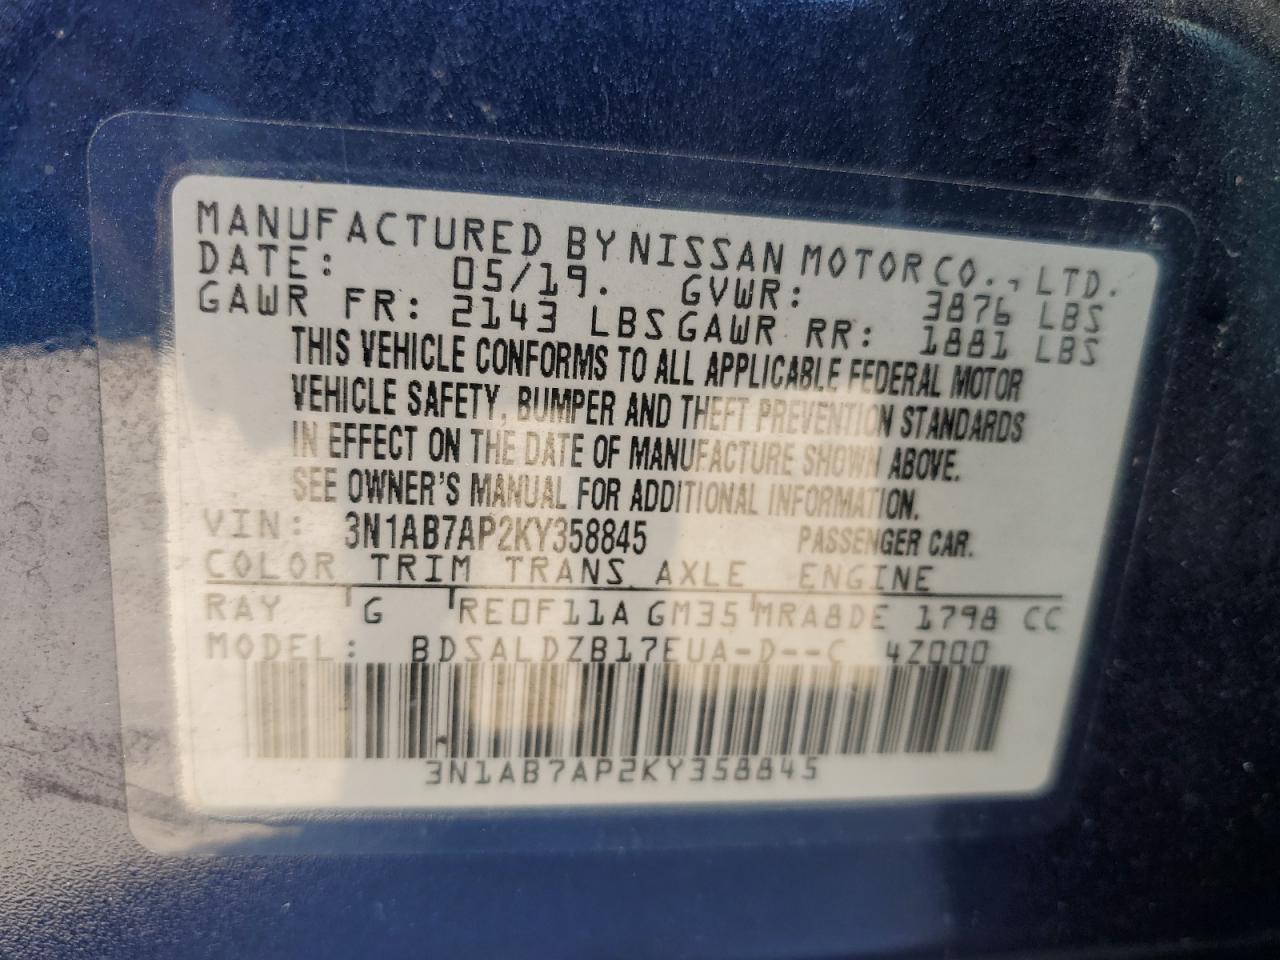 MANUFACTURED BY NISSAN MOTOR CO., LTD.
DATE: 05/19. GVWR: 3876 LBS
GAWR FR: 2143 LBS GAWR RR: 1881 LBS
THIS VEHICLE CONFORMS TO ALL APPLICABLE FEDERAL MOTOR
VEHICLE SAFETY, BUMPER AND THEFT PREVENTION STANDARDS
IN EFFECT ON THE DATE OF MANUFACTURE SHOWN ABOVE.
SEE OWNER'S MANUAL FOR ADDITIONAL INFORMATION.
VIN: 3N1AB7AP2KY358845 PASSENGER CAR.
COLOR TRIM TRANS. AXLE ENGINE
RAY G RE0F11A GM35 MRA8DE 1798 CC
MODEL: BDSALDZB17EUA-D--C 4Z000
3N1AB7AP2KY358845